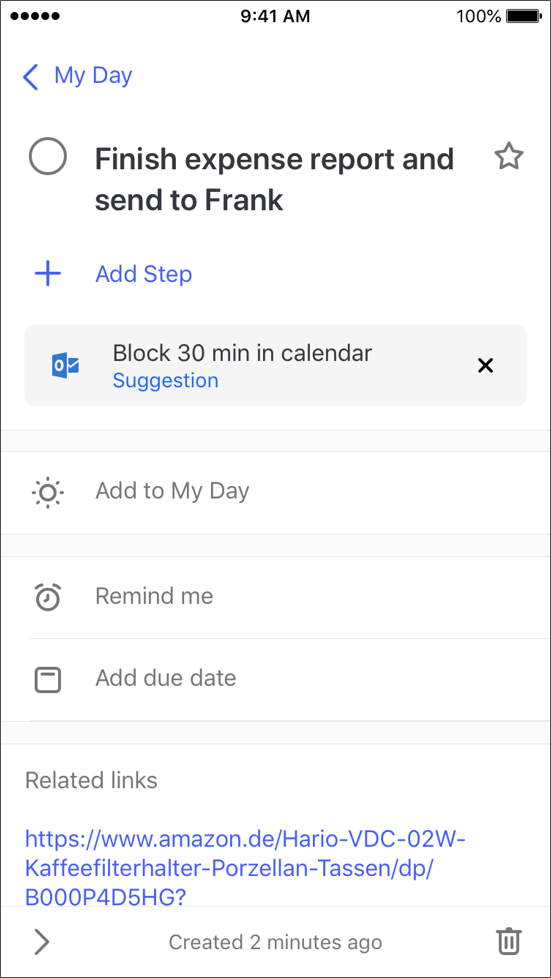 9:41 AM
100%
My Day
Finish expense report and
send to Frank
Add Step
Block 30 min in calendar
Suggestion
Add to My Day
Remind me
Add due date
Related links
https://www.amazon.de/Hario-VDC-02W-
Kaffeefilterhalter-Porzellan-Tassen/dp/
B000P4D5HG?
Created 2 minutes ago